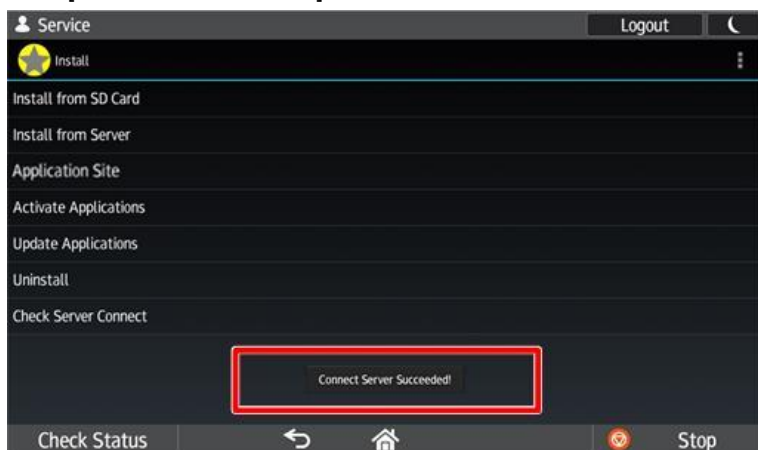 Service
Logout
Install
Install from SD Card
Install from Server
Application Site
Activate Applications
Update Applications
Uninstall
Check Server Connect
Connect Server Succeeded!
Check Status
Stop